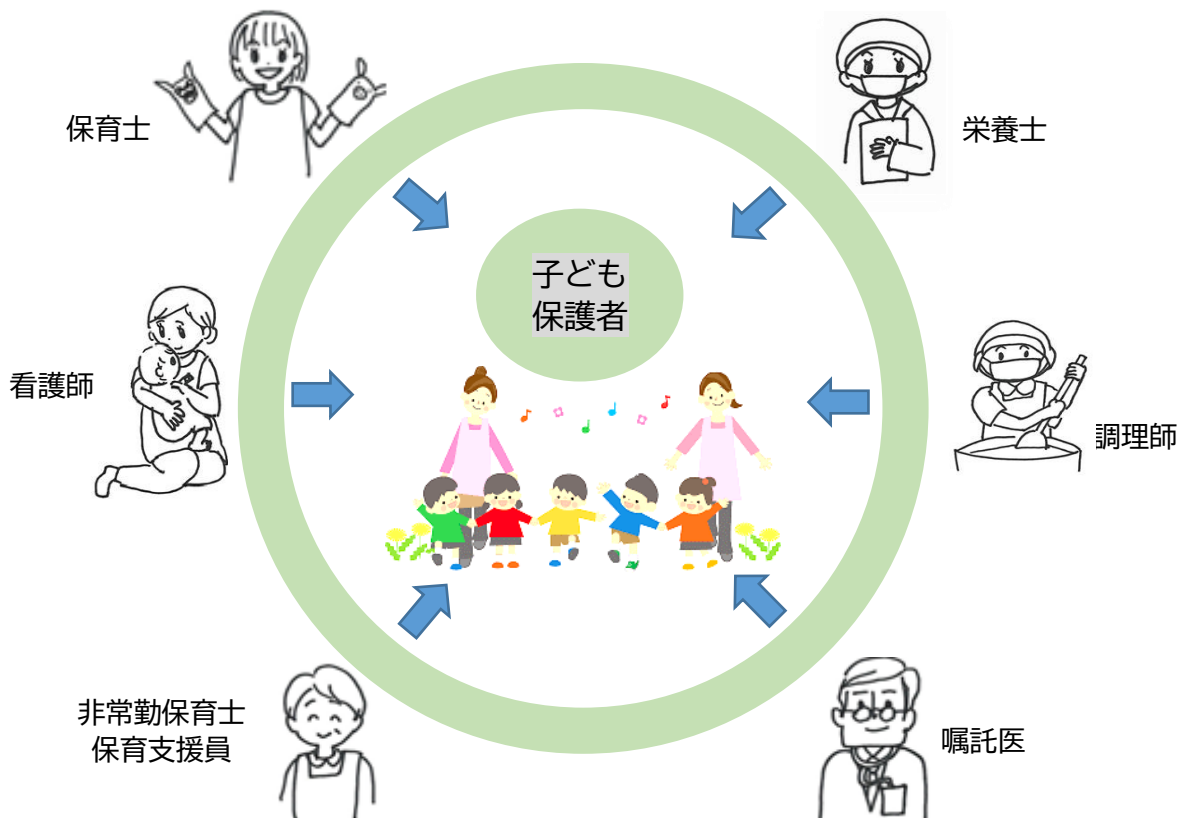 保育士
栄養士
子ども
保護者
看護師
調理師
非常勤保育士
保育支援員
嘱託医